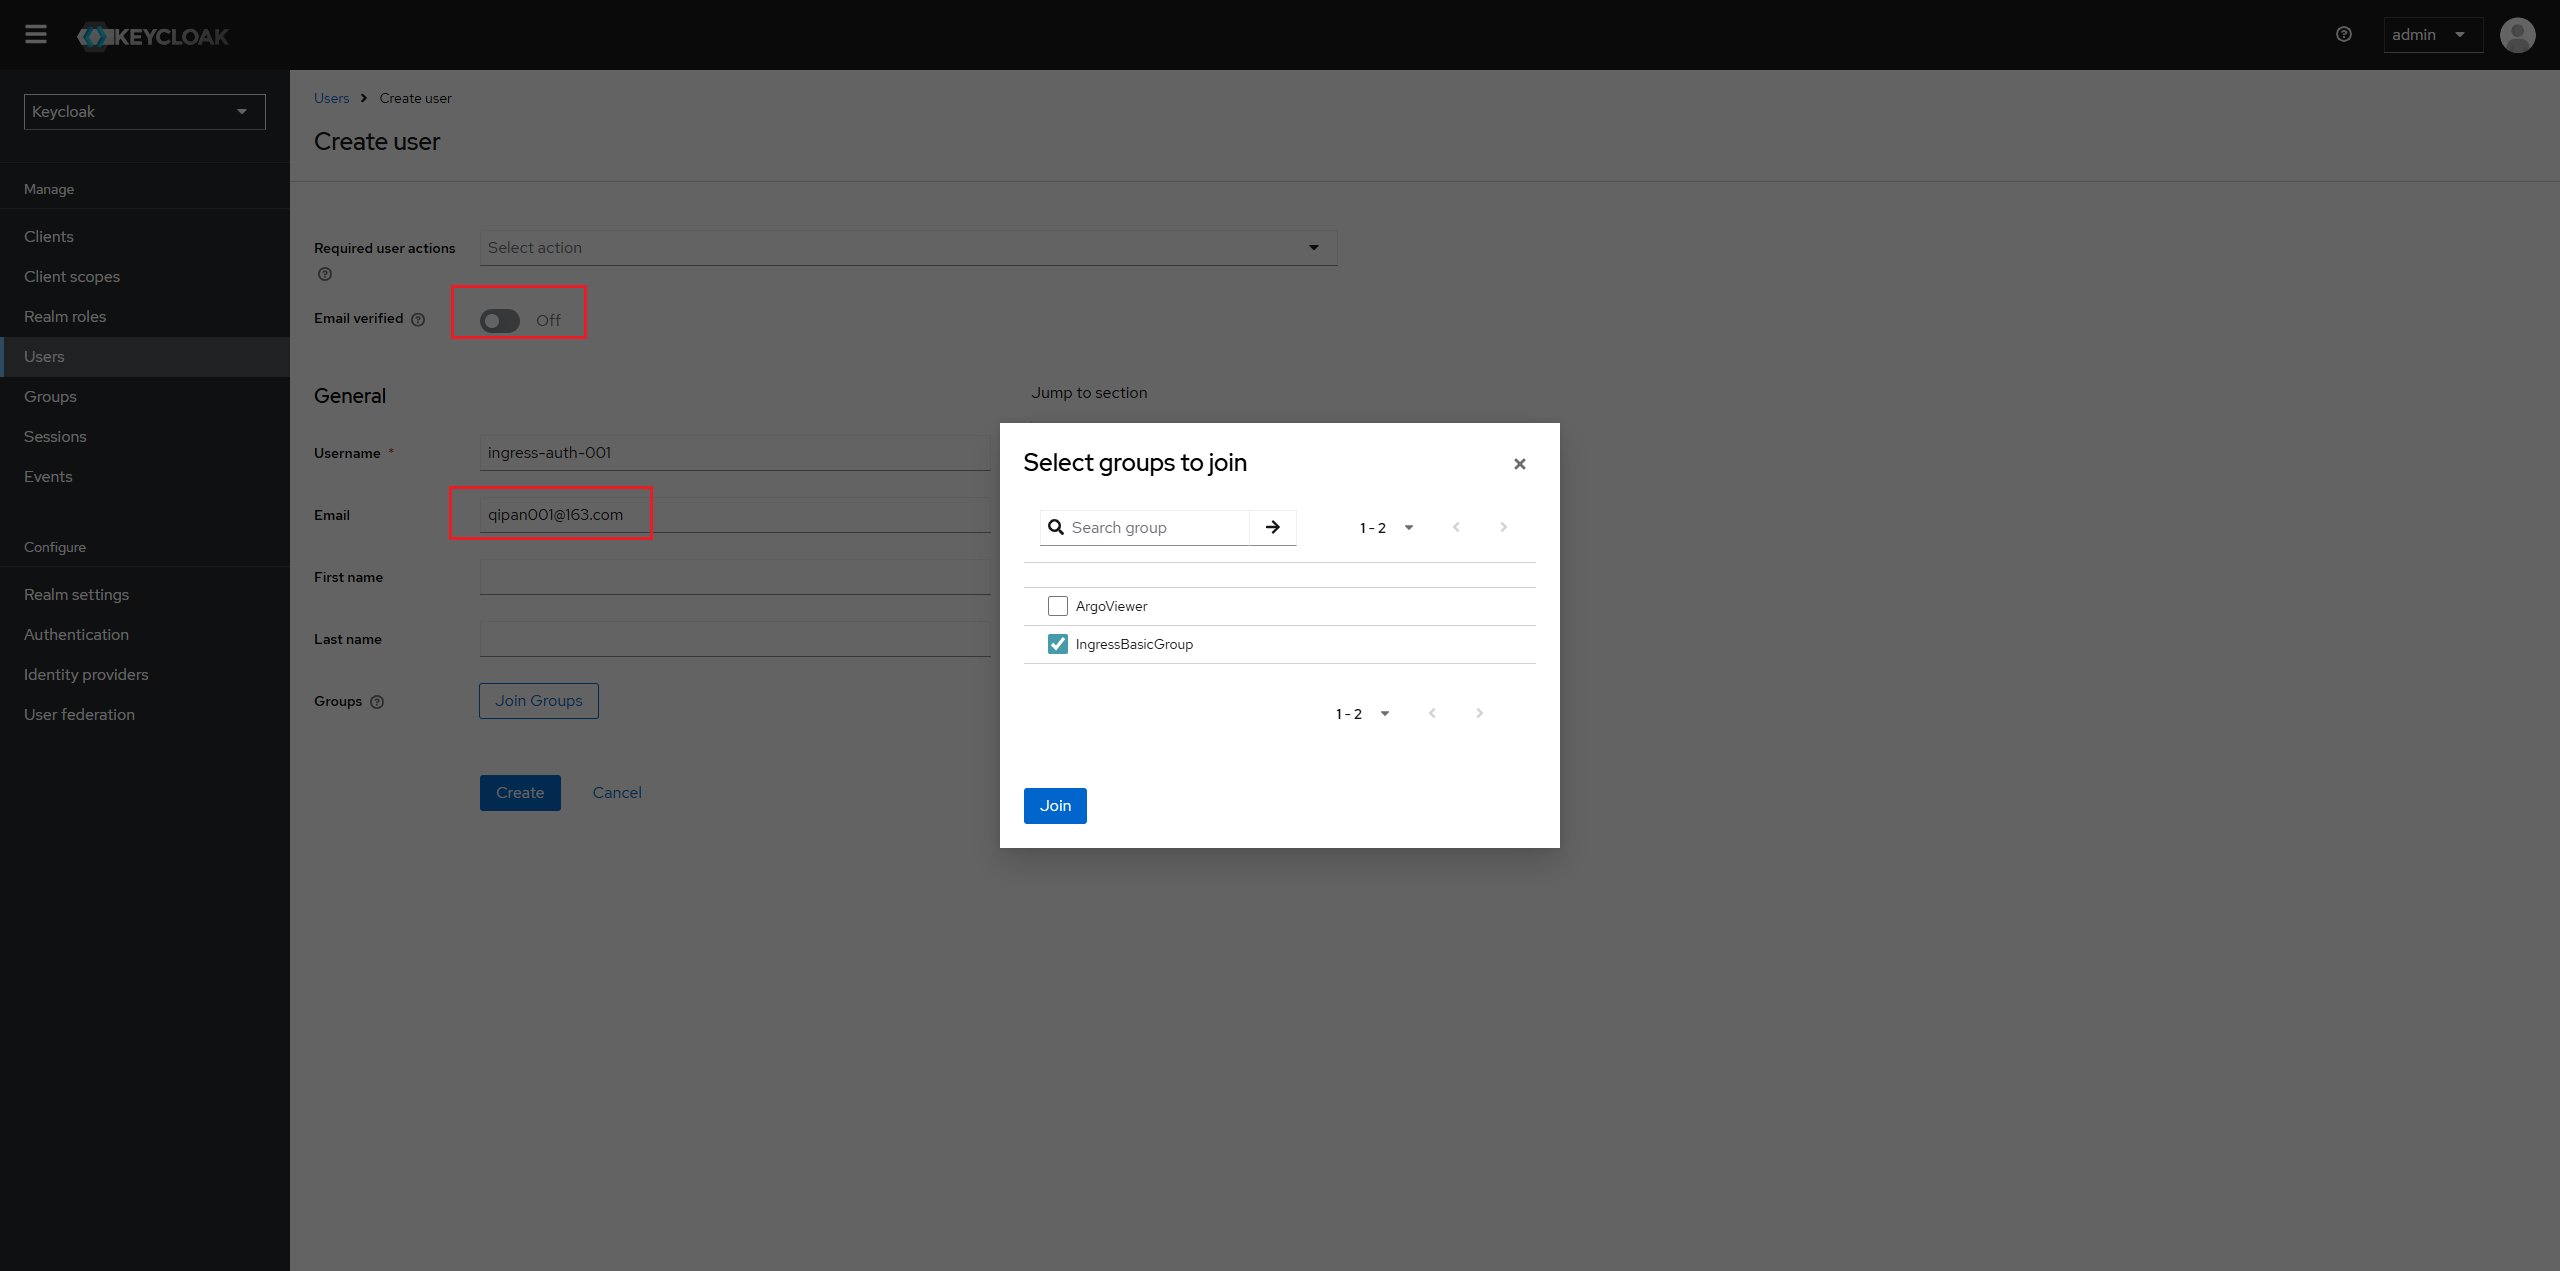 KEYCLOAK
admin
Keycloak
Manage
Clients
Client scopes
Realm roles
Users
Groups
Sessions
Events
Configure
Realm settings
Authentication
Identity providers
User federation
Users > Create user
Create user
Required user actions
Select action
Email verified
Off
General
Jump to section
Username *
ingress-auth-001
Email
qipan001@163.com
First name
Last name
Groups
Join Groups
Create
Cancel
Select groups to join
Search group
1 - 2
ArgoViewer
IngressBasicGroup
1 - 2
Join